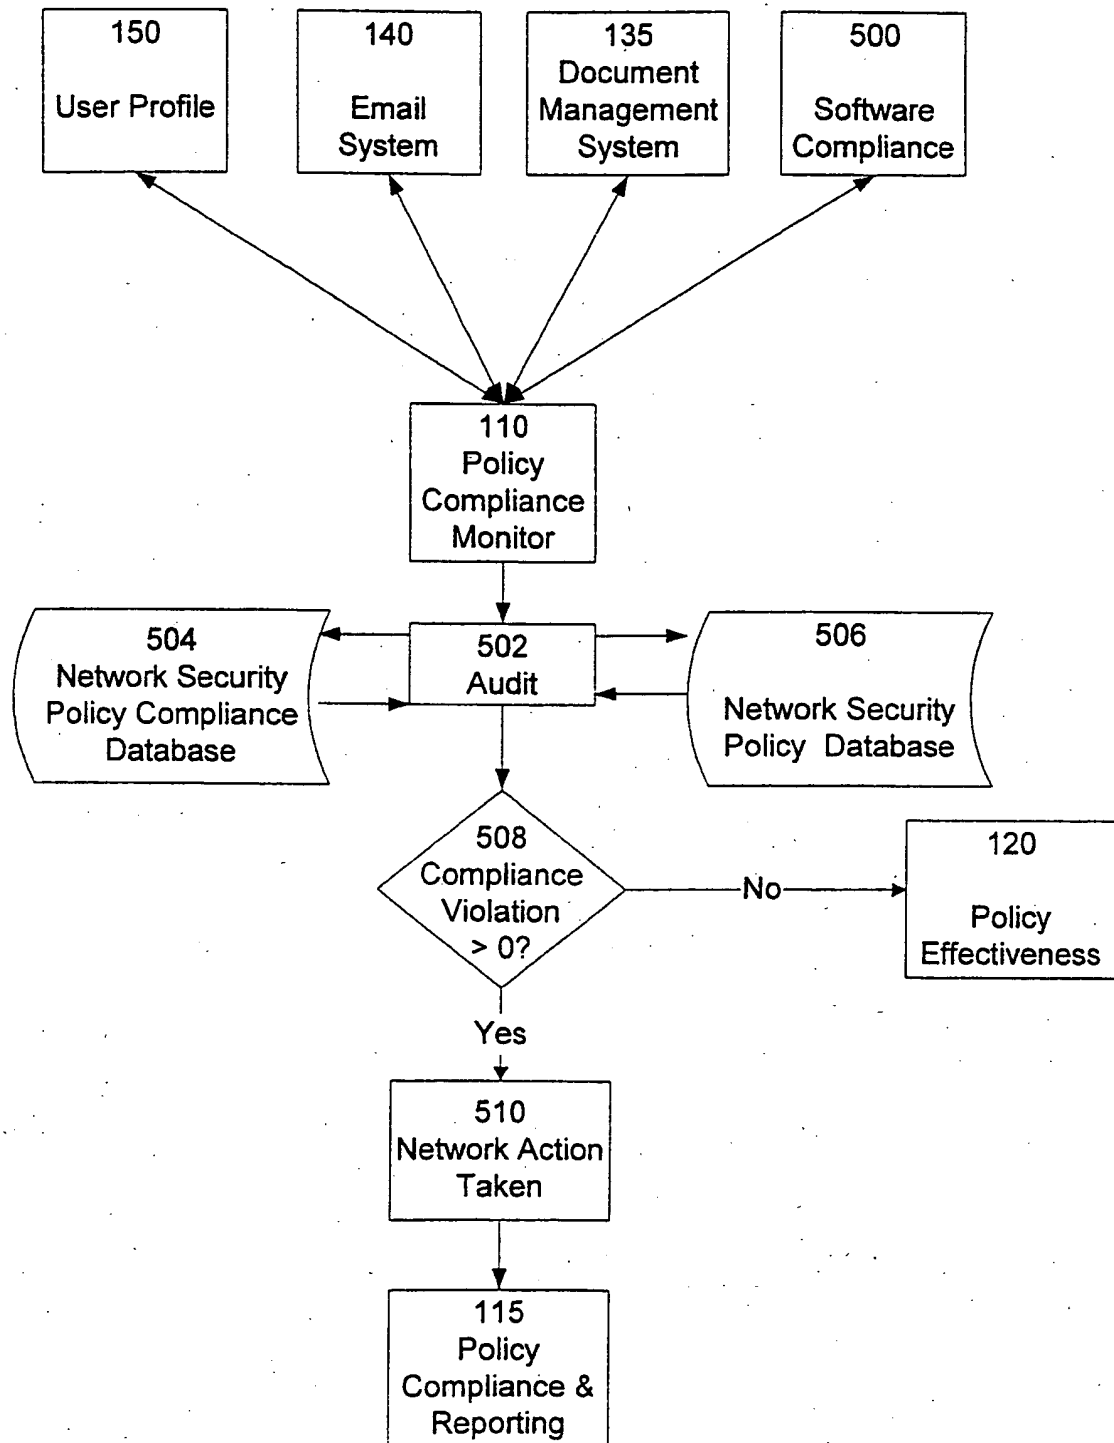 150
User Profile
140
Email
System
135
Document
Management
System
500
Software
Compliance
110
Policy
Compliance
Monitor
504
Network Security
Policy Compliance
Database
502
Audit
506
Network Security
Policy Database
508
Compliance
Violation
> 0?
No
120
Policy
Effectiveness
Yes
510
Network Action
Taken
115
Policy
Compliance &
Reporting